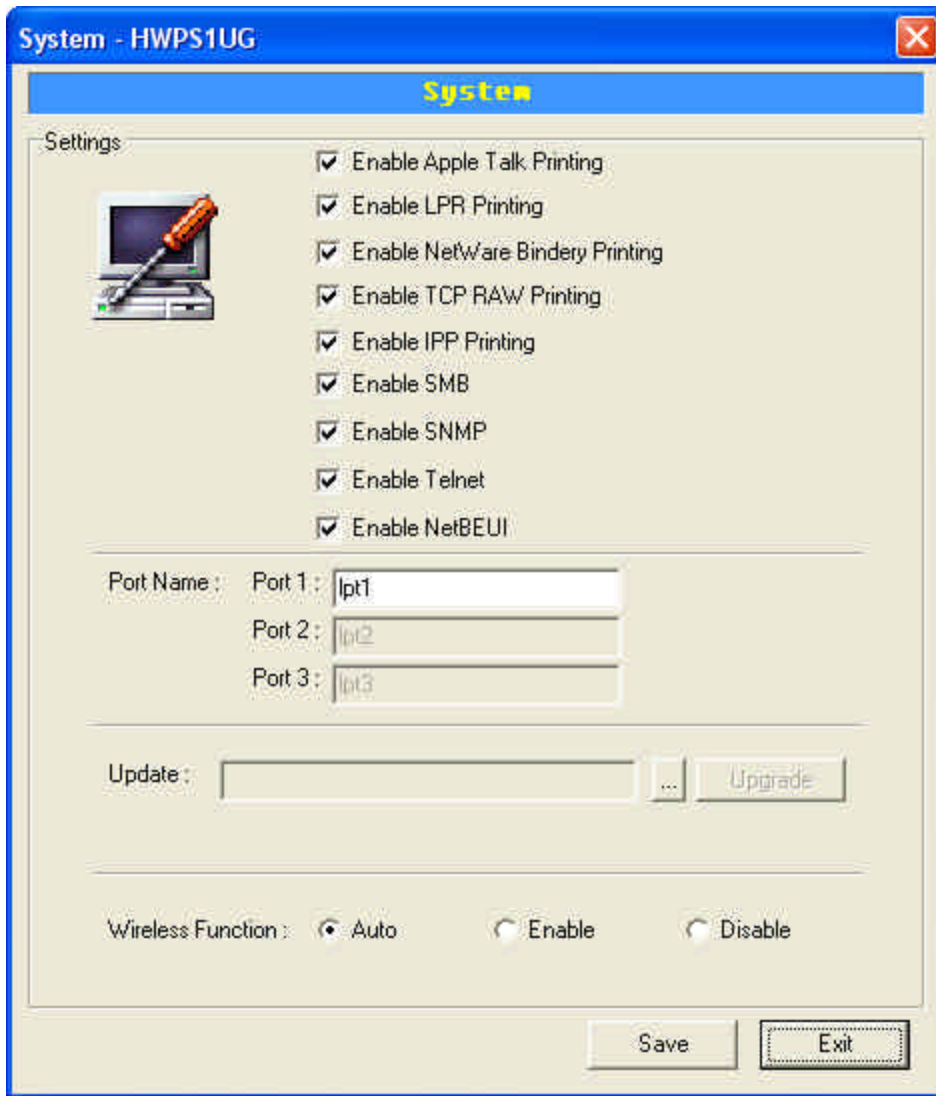 System - HWPS1UG
System
Settings
Enable Apple Talk Printing
Enable LPR Printing
Enable NetWare Bindery Printing
Enable TCP RAW Printing
Enable IPP Printing
Enable SMB
Enable SNMP
Enable Telnet
Enable NetBEUI
Port Name : Port 1 : lpt1
Port 2 : lpt2
Port 3 : lpt3
Update : ... Upgrade
Wireless Function : Auto Enable Disable
Save Exit